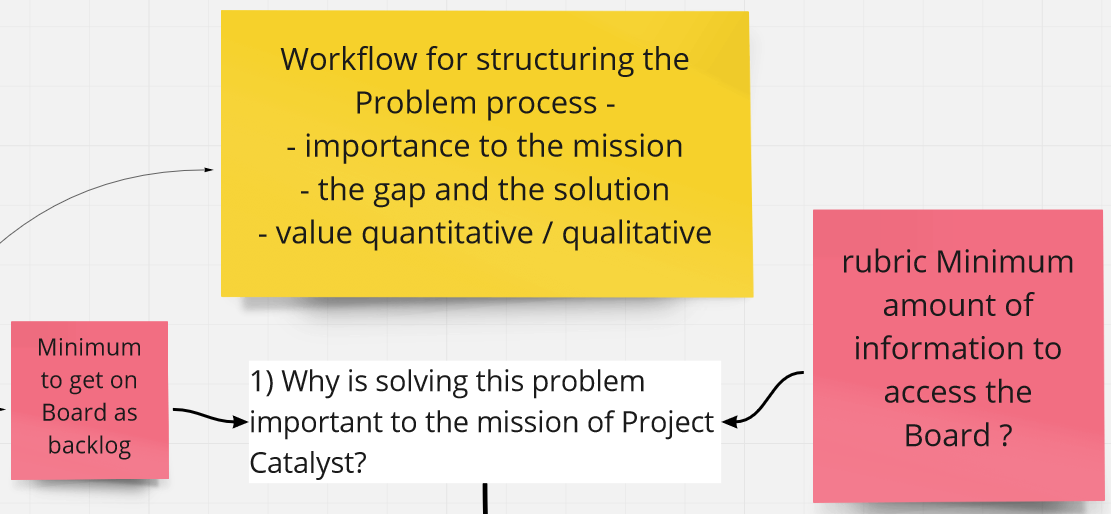 Workflow for structuring the
Problem process -
- importance to the mission
- the gap and the solution
- value quantitative / qualitative
rubric Minimum
amount of
information to
access the
Board ?
Minimum
to get on
Board as
backlog
1) Why is solving this problem
important to the mission of Project
Catalyst?